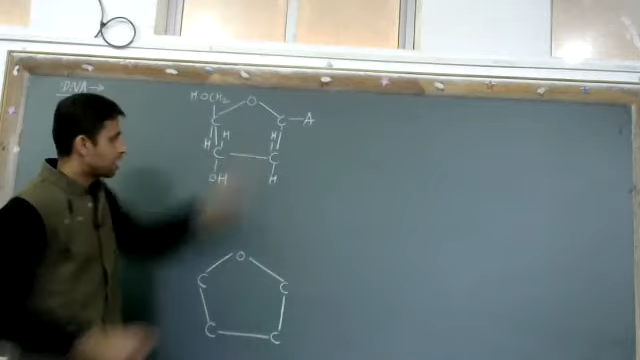 DNA →
HOCH₂ O
C C—A
H H H
C C
OH H
O
C C
C C